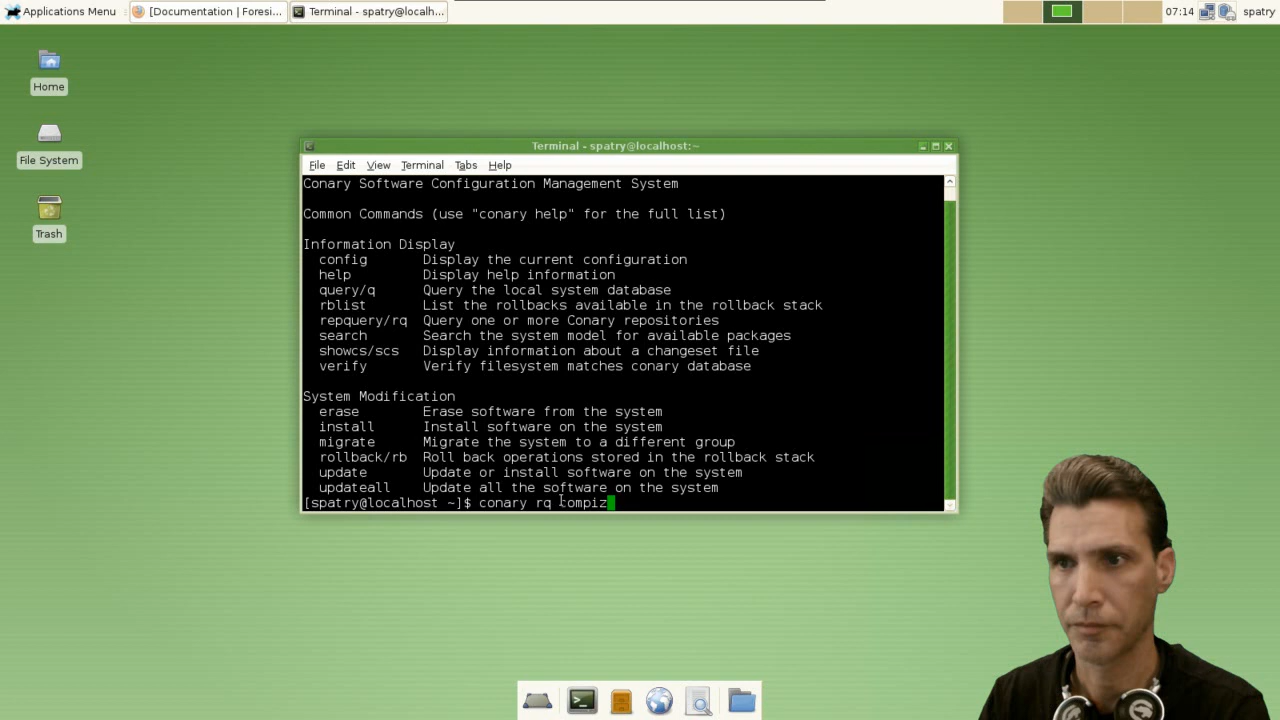 Applications Menu
[Documentation | Foresi...
Terminal - spatry@localh...
07:14
spatry
Home
File System
Trash
Terminal - spatry@localhost:~
File Edit View Terminal Tabs Help
Conary Software Configuration Management System
Common Commands (use "conary help" for the full list)
Information Display
config Display the current configuration
help Display help information
query/q Query the local system database
rblist List the rollbacks available in the rollback stack
repquery/rq Query one or more Conary repositories
search Search the system model for available packages
showcs/scs Display information about a changeset file
verify Verify filesystem matches conary database
System Modification
erase Erase software from the system
install Install software on the system
migrate Migrate the system to a different group
rollback/rb Roll back operations stored in the rollback stack
update Update or install software on the system
updateall Update all the software on the system
[spatry@localhost ~]$ conary rq compiz